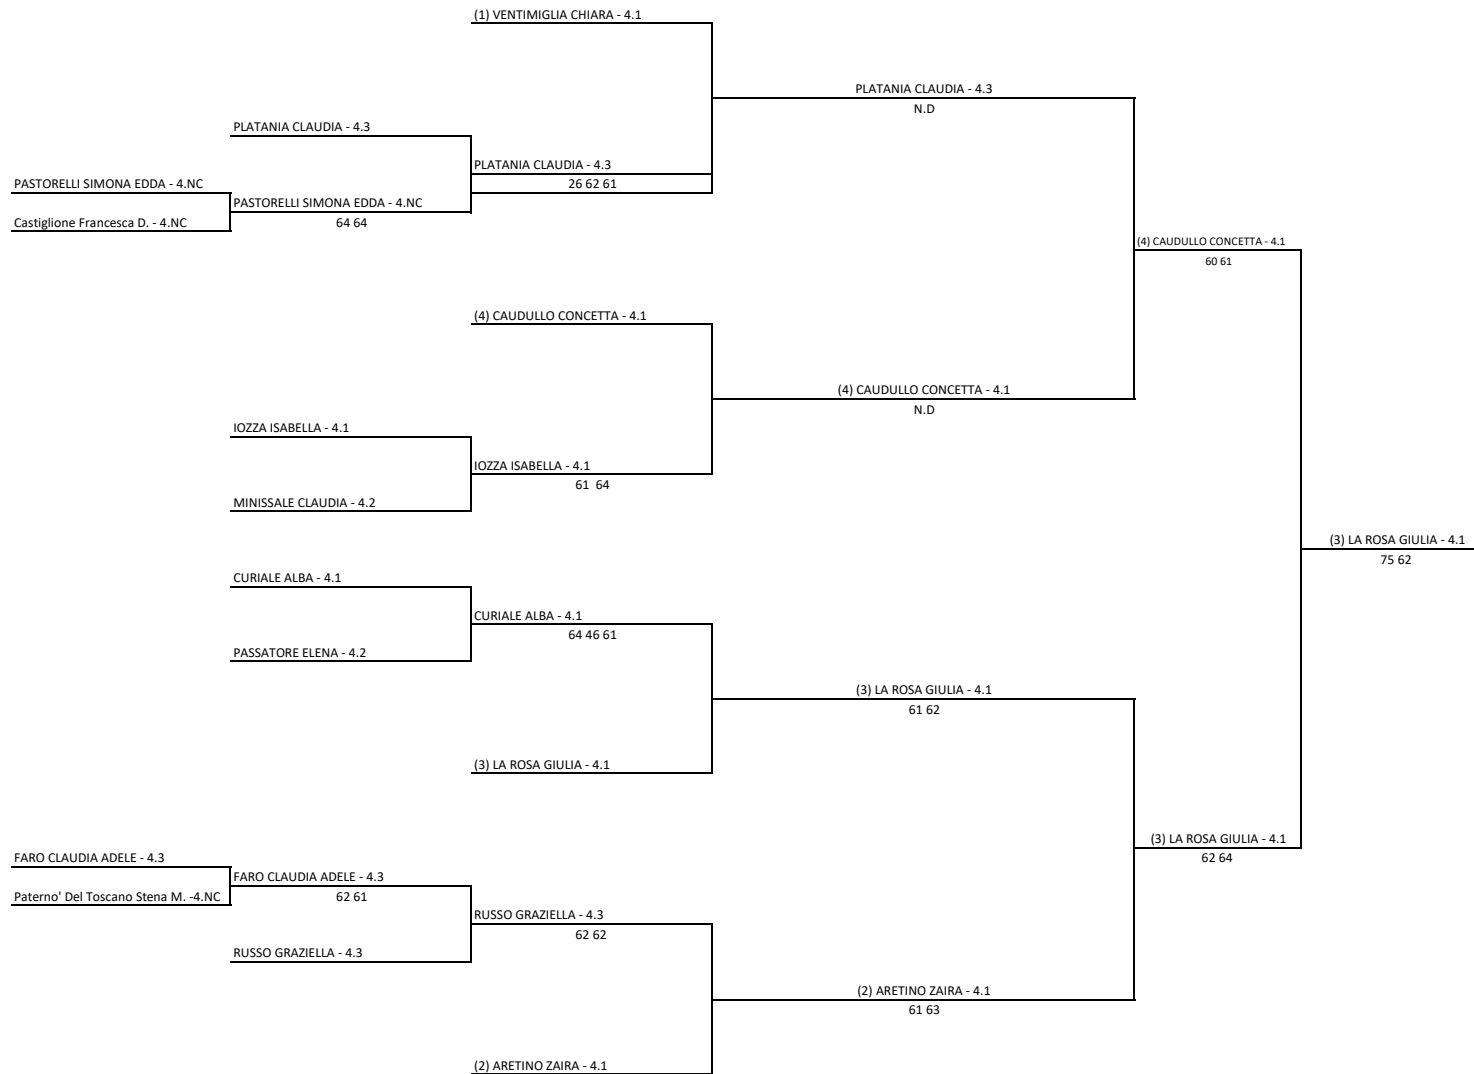 (1) VENTIMIGLIA CHIARA - 4.1
PLATANIA CLAUDIA - 4.3
N.D
PLATANIA CLAUDIA - 4.3
PLATANIA CLAUDIA - 4.3
26 62 61
PASTORELLI SIMONA EDDA - 4.NC
PASTORELLI SIMONA EDDA - 4.NC
64 64
Castiglione Francesca D. - 4.NC
(4) CAUDULLO CONCETTA - 4.1
60 61
(4) CAUDULLO CONCETTA - 4.1
(4) CAUDULLO CONCETTA - 4.1
N.D
IOZZA ISABELLA - 4.1
IOZZA ISABELLA - 4.1
61  64
MINISSALE CLAUDIA - 4.2
(3) LA ROSA GIULIA - 4.1
75 62
CURIALE ALBA - 4.1
CURIALE ALBA - 4.1
64 46 61
PASSATORE ELENA - 4.2
(3) LA ROSA GIULIA - 4.1
61 62
(3) LA ROSA GIULIA - 4.1
(3) LA ROSA GIULIA - 4.1
62 64
FARO CLAUDIA ADELE - 4.3
FARO CLAUDIA ADELE - 4.3
62 61
Paterno' Del Toscano Stena M. -4.NC
RUSSO GRAZIELLA - 4.3
62 62
RUSSO GRAZIELLA - 4.3
(2) ARETINO ZAIRA - 4.1
61 63
(2) ARETINO ZAIRA - 4.1